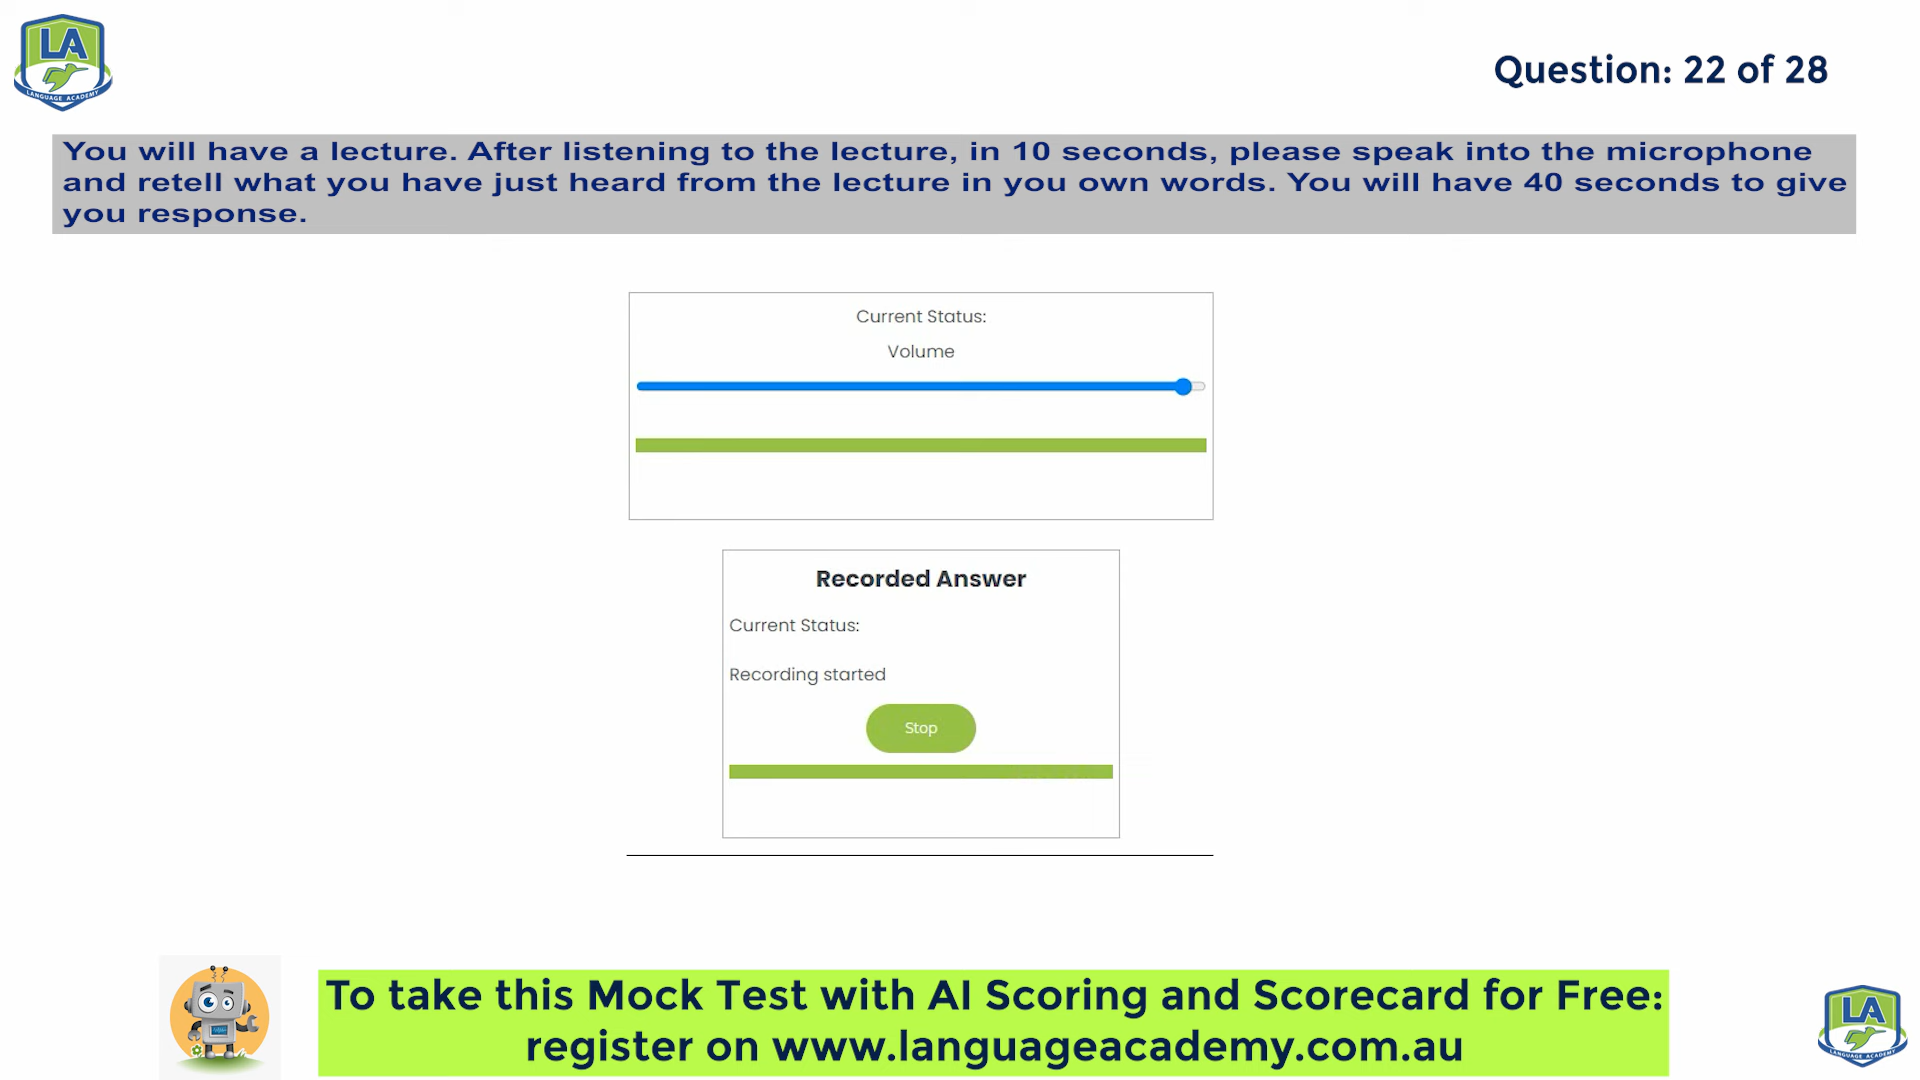 LA
LANGUAGE ACADEMY
Question: 22 of 28
You will have a lecture. After listening to the lecture, in 10 seconds, please speak into the microphone
and retell what you have just heard from the lecture in you own words. You will have 40 seconds to give
you response.
Current Status:
Volume
Recorded Answer
Current Status:
Recording started
Stop
To take this Mock Test with AI Scoring and Scorecard for Free:
register on www.languageacademy.com.au
LA
LANGUAGE ACADEMY